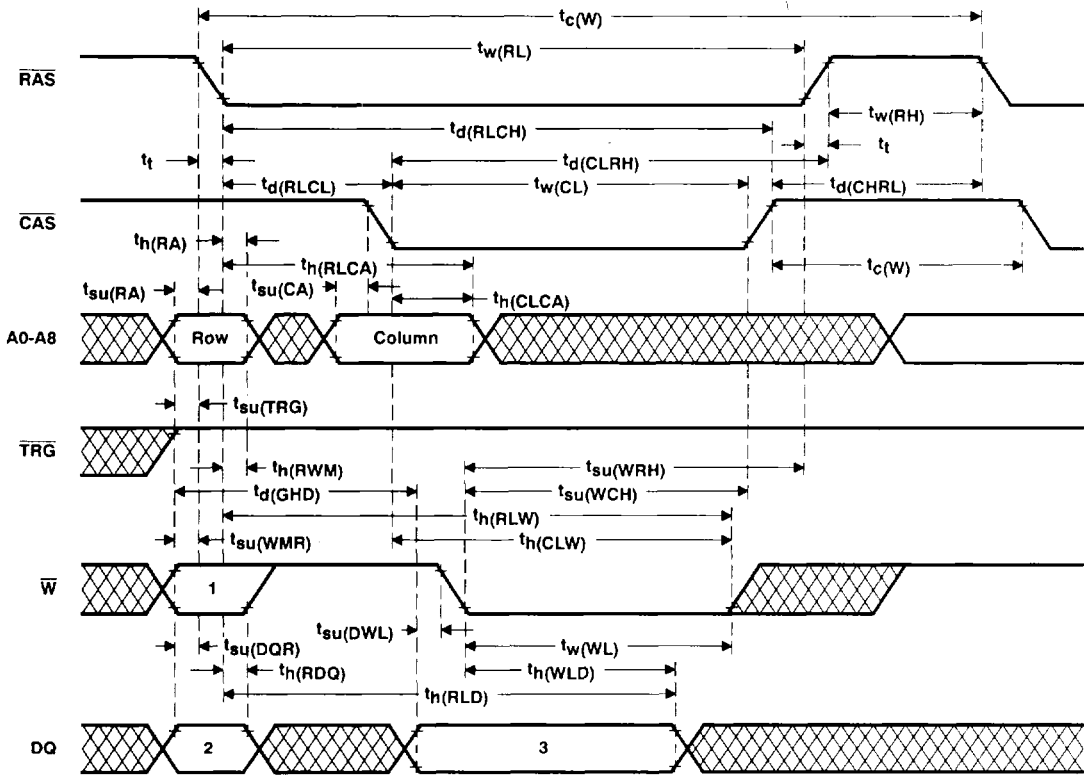 tc(W)
tw(RL)
RAS
tw(RH)
td(RLCH)
tt
tt
td(CLRH)
td(RLCL)
tw(CL)
td(CHRL)
CAS
th(RA)
th(RLCA)
tc(W)
tsu(RA)
tsu(CA)
th(CLCA)
A0-A8
Row
Column
tsu(TRG)
TRG
th(RWM)
tsu(WRH)
td(GHD)
tsu(WCH)
th(RLW)
tsu(WMR)
th(CLW)
W
1
tsu(DWL)
tsu(DQR)
tw(WL)
th(RDQ)
th(WLD)
th(RLD)
DQ
2
3